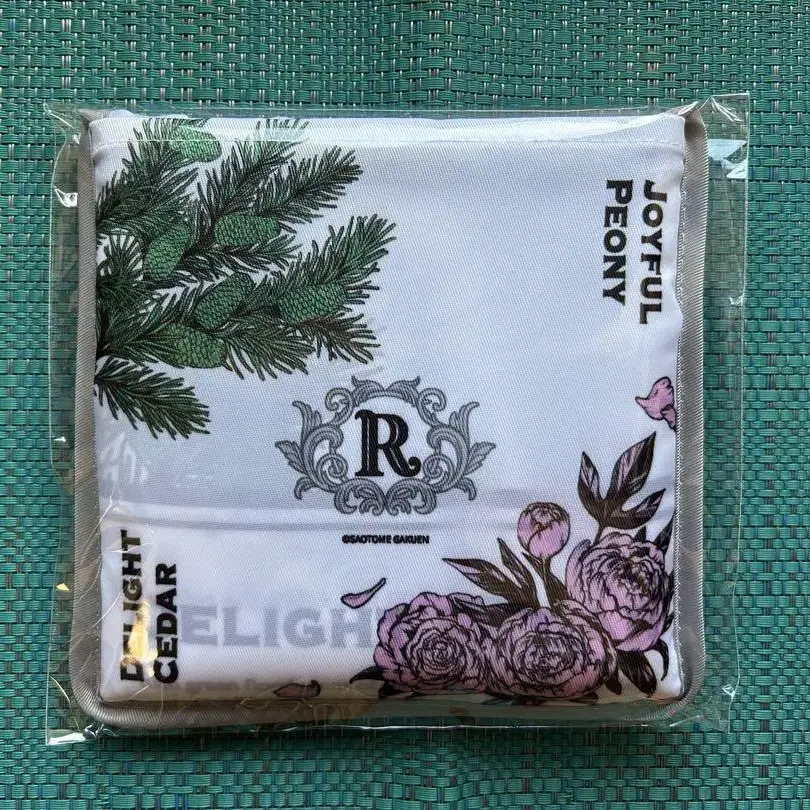 JOYFUL
PEONY
R
©SAOTOME GAKUEN
DELIGHT
CEDAR
ELIGH